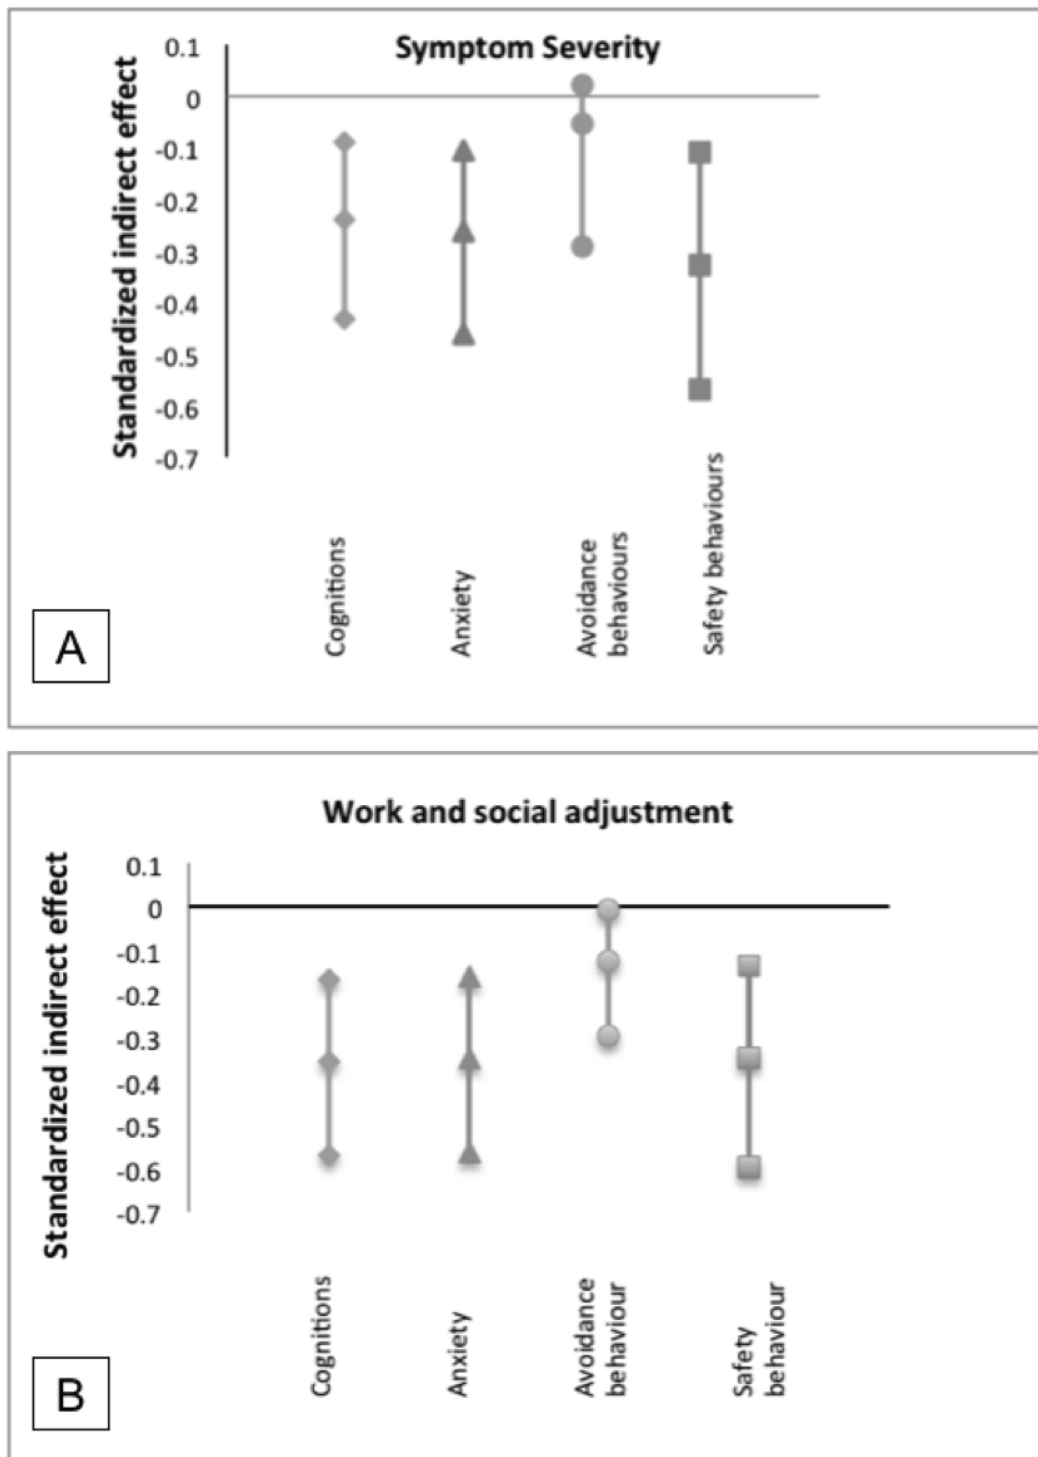 Symptom Severity
Standardized indirect effect
0.1
0
-0.1
-0.2
-0.3
-0.4
-0.5
-0.6
-0.7
Cognitions
Anxiety
Avoidance
behaviours
Safety behaviours
A
Work and social adjustment
Standardized indirect effect
0.1
0
-0.1
-0.2
-0.3
-0.4
-0.5
-0.6
-0.7
Cognitions
Anxiety
Avoidance
behaviour
Safety
behaviour
B